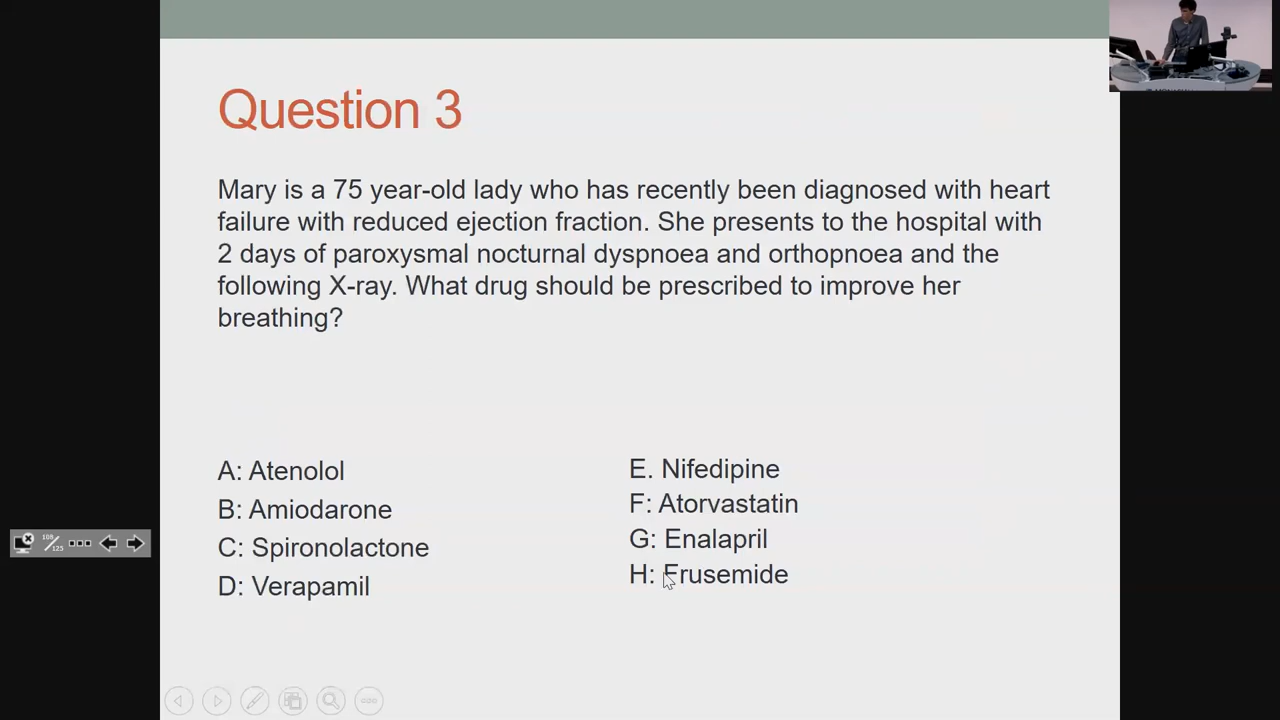 Question 3
Mary is a 75 year-old lady who has recently been diagnosed with heart
failure with reduced ejection fraction. She presents to the hospital with
2 days of paroxysmal nocturnal dyspnoea and orthopnoea and the
following X-ray. What drug should be prescribed to improve her
breathing?
A: Atenolol
B: Amiodarone
C: Spironolactone
D: Verapamil
E. Nifedipine
F: Atorvastatin
G: Enalapril
H: Frusemide